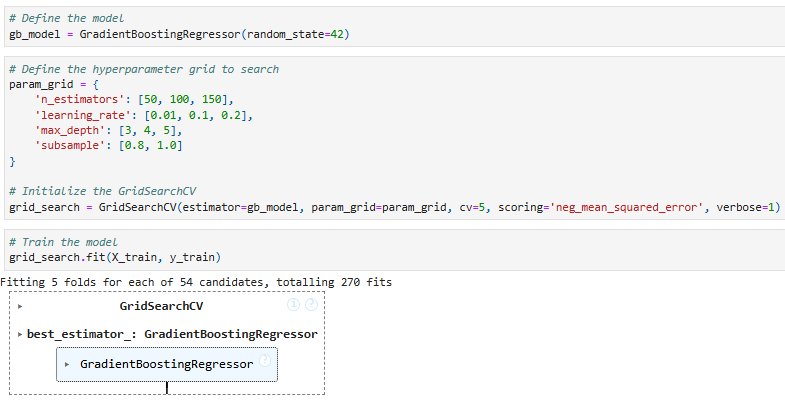 # Define the model
gb_model = GradientBoostingRegressor(random_state=42)
# Define the hyperparameter grid to search
param_grid = {
    'n_estimators': [50, 100, 150],
    'learning_rate': [0.01, 0.1, 0.2],
    'max_depth': [3, 4, 5],
    'subsample': [0.8, 1.0]
}
# Initialize the GridSearchCV
grid_search = GridSearchCV(estimator=gb_model, param_grid=param_grid, cv=5, scoring='neg_mean_squared_error', verbose=1)
# Train the model
grid_search.fit(X_train, y_train)
Fitting 5 folds for each of 54 candidates, totalling 270 fits
GridSearchCV i ?
best_estimator_: GradientBoostingRegressor
GradientBoostingRegressor ?